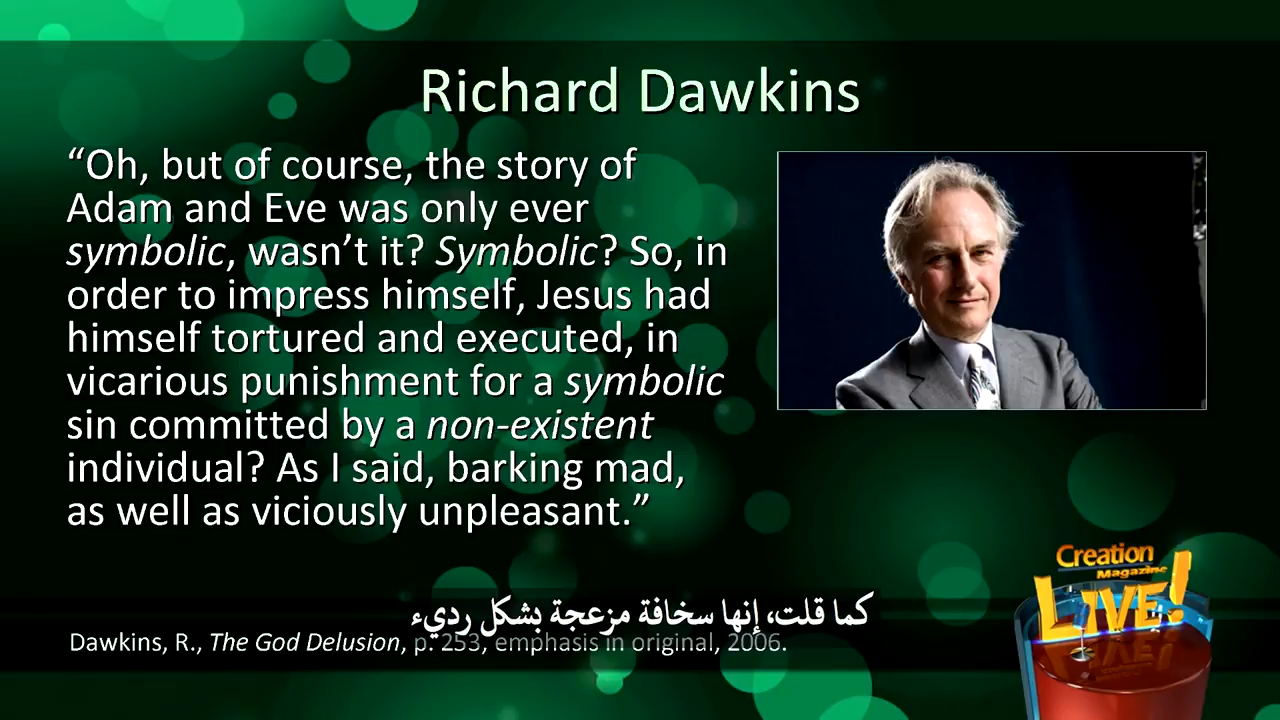 Richard Dawkins
“Oh, but of course, the story of
Adam and Eve was only ever
symbolic, wasn’t it? Symbolic? So, in
order to impress himself, Jesus had
himself tortured and executed, in
vicarious punishment for a symbolic
sin committed by a non-existent
individual? As I said, barking mad,
as well as viciously unpleasant.”
كما قلت، إنها سخافة مزعجة بشكل رديء
Dawkins, R., The God Delusion, p. 253, emphasis in original, 2006.
Creation
Magazine
LIVE!